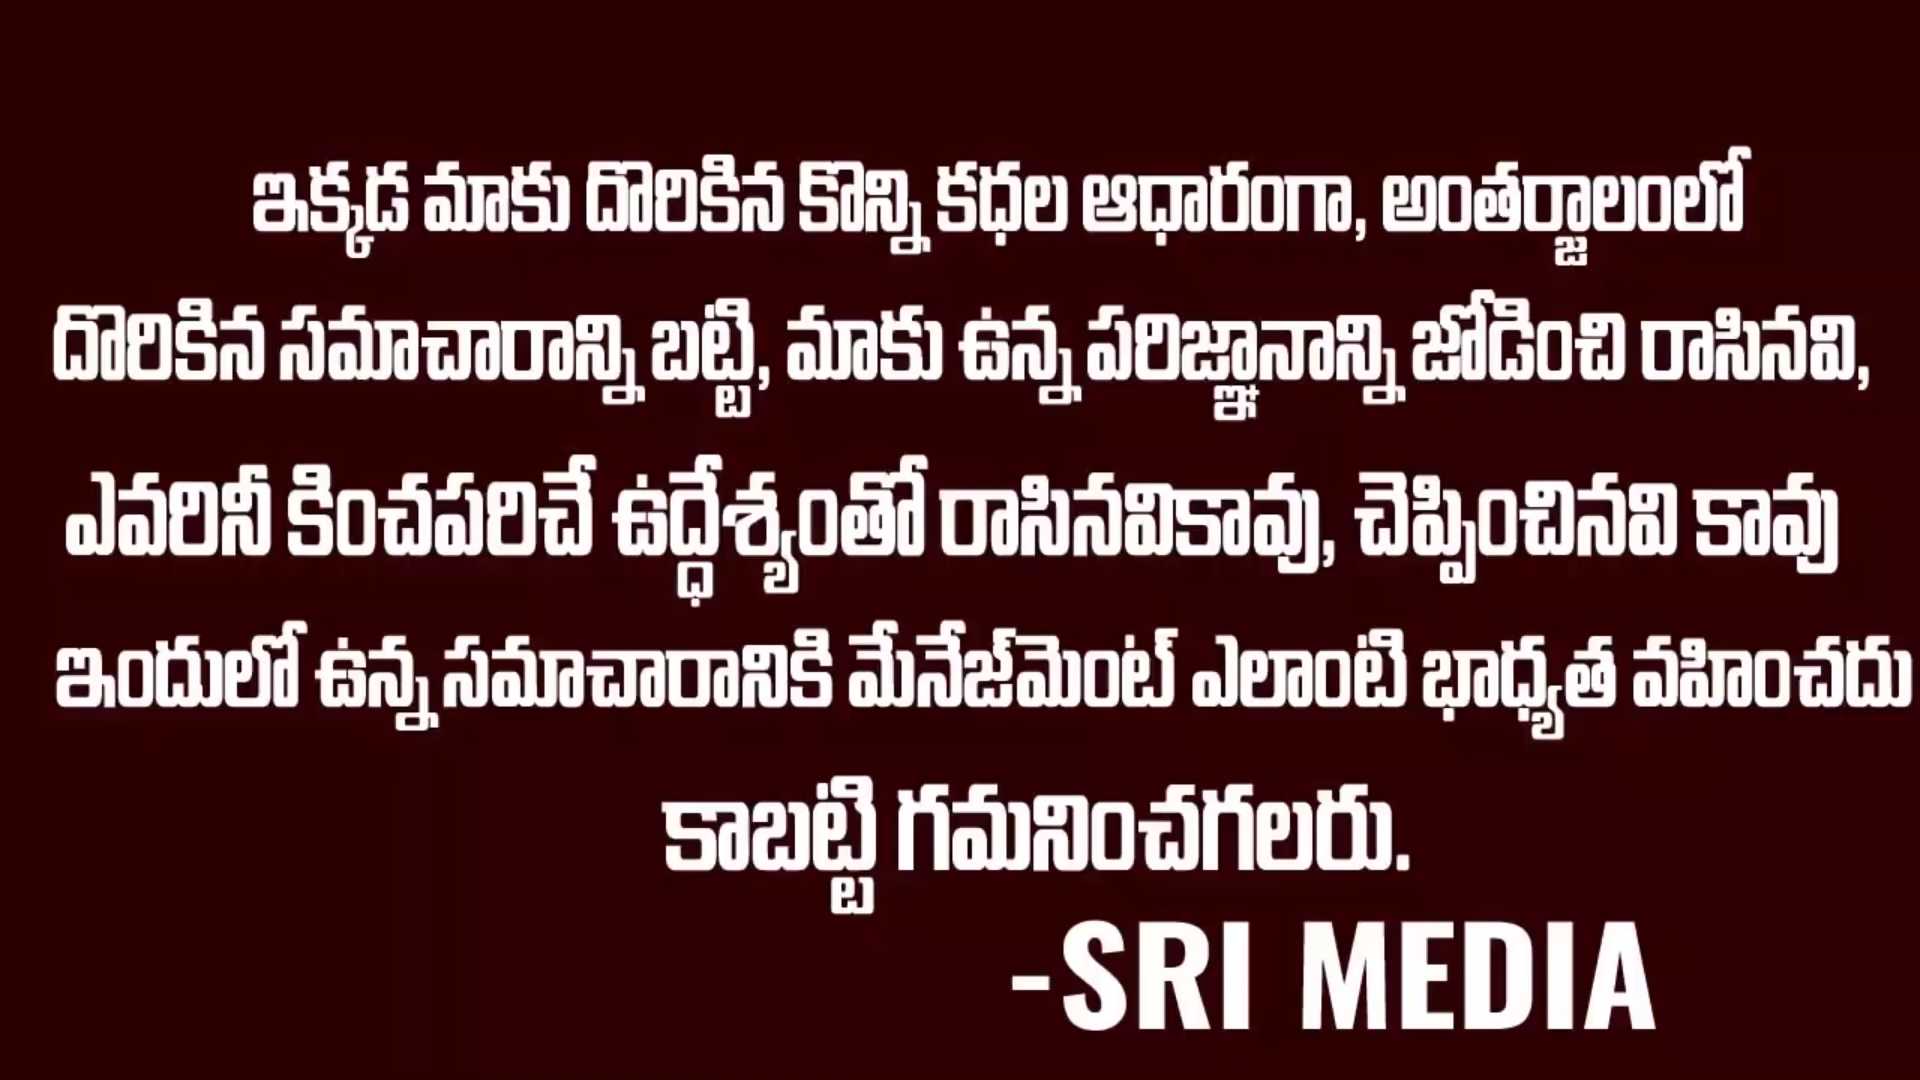 ఇక్కడ మాకు దొరికిన కొన్ని కధల ఆధారంగా, అంతర్జాలంలో
దొరికిన సమాచారాన్ని బట్టి, మాకు ఉన్న పరిజ్ఞానాన్ని జోడించి రాసినవి,
ఎవరినీ కించపరిచే ఉద్ధేశ్యంతో రాసినవికావు, చెప్పించినవి కావు
ఇందులో ఉన్న సమాచారానికి మేనేజ్‌మెంట్ ఎలాంటి భాధ్యత వహించదు
కాబట్టి గమనించగలరు.
-SRI MEDIA